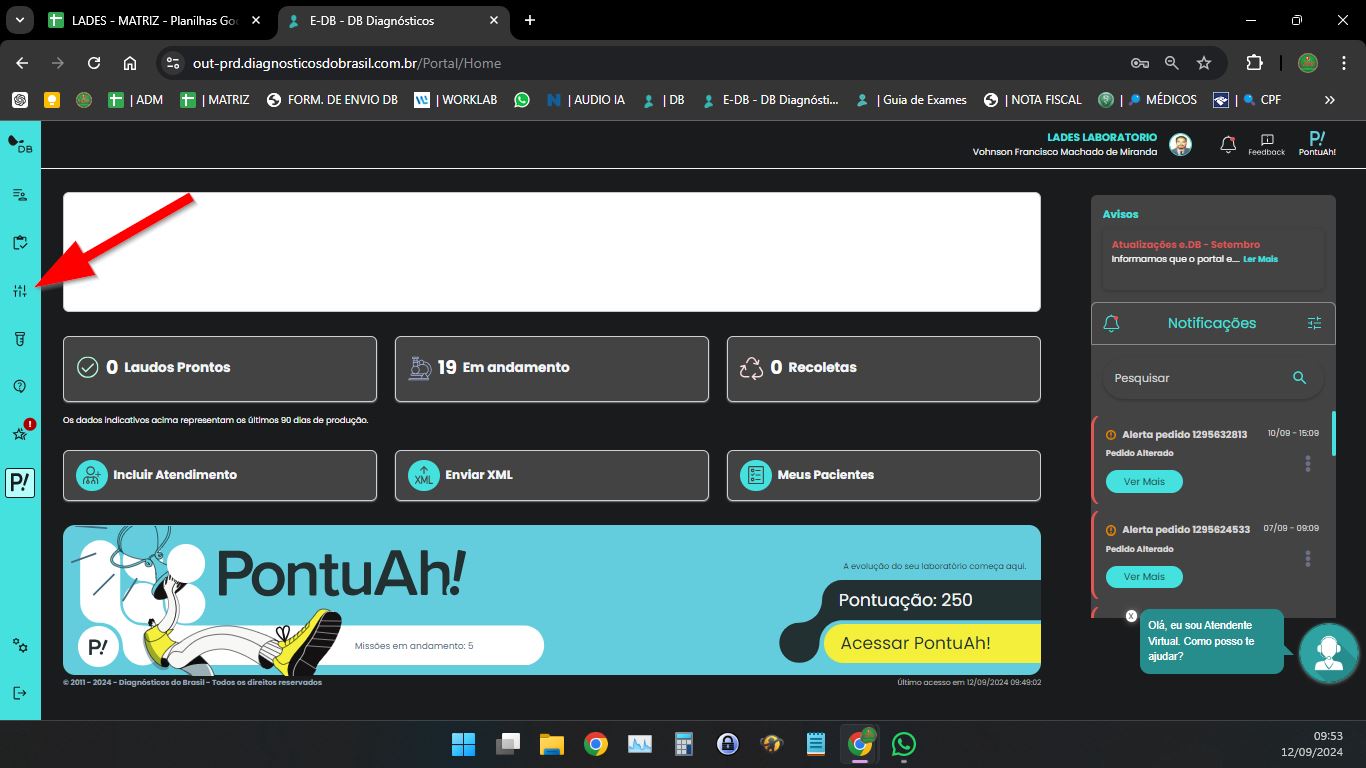 LADES - MATRIZ - Planilhas Goo
E-DB - DB Diagnósticos
out-prd.diagnosticosdobrasil.com.br/Portal/Home
| ADM
| MATRIZ
FORM. DE ENVIO DB
| WORKLAB
| AUDIO IA
| DB
E-DB - DB Diagnósti...
| Guia de Exames
| NOTA FISCAL
| MÉDICOS
| CPF
DB
LADES LABORATORIO
Vohnson Francisco Machado de Miranda
Feedback
P!
PontuAh!
Avisos
Atualizações e.DB - Setembro
Informamos que o portal e... Ler Mais
Notificações
Pesquisar
0 Laudos Prontos
19 Em andamento
0 Recoletas
Os dados indicativos acima representam os últimos 90 dias de produção.
Incluir Atendimento
XML
Enviar XML
Meus Pacientes
Alerta pedido 1295632813
10/09 - 15:09
Pedido Alterado
Ver Mais
Alerta pedido 1295624533
07/09 - 09:09
Pedido Alterado
Ver Mais
!
P!
PontuAh!
A evolução do seu laboratório começa aqui.
Pontuação: 250
Acessar PontuAh!
P!
Missões em andamento: 5
© 2011 - 2024 - Diagnósticos do Brasil - Todos os direitos reservados
Último acesso em 12/09/2024 09:49:02
X
Olá, eu sou Atendente
Virtual. Como posso te
ajudar?
09:53
12/09/2024